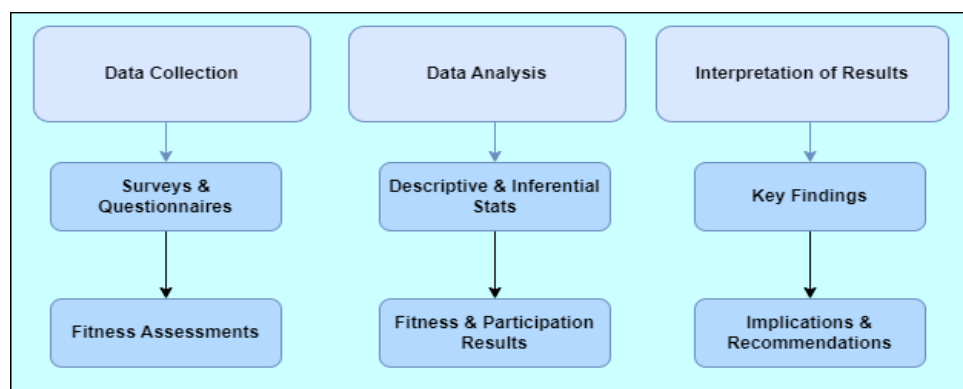 Data Collection
Data Analysis
Interpretation of Results
Surveys &
Questionnaires
Descriptive & Inferential
Stats
Key Findings
Fitness Assessments
Fitness & Participation
Results
Implications &
Recommendations